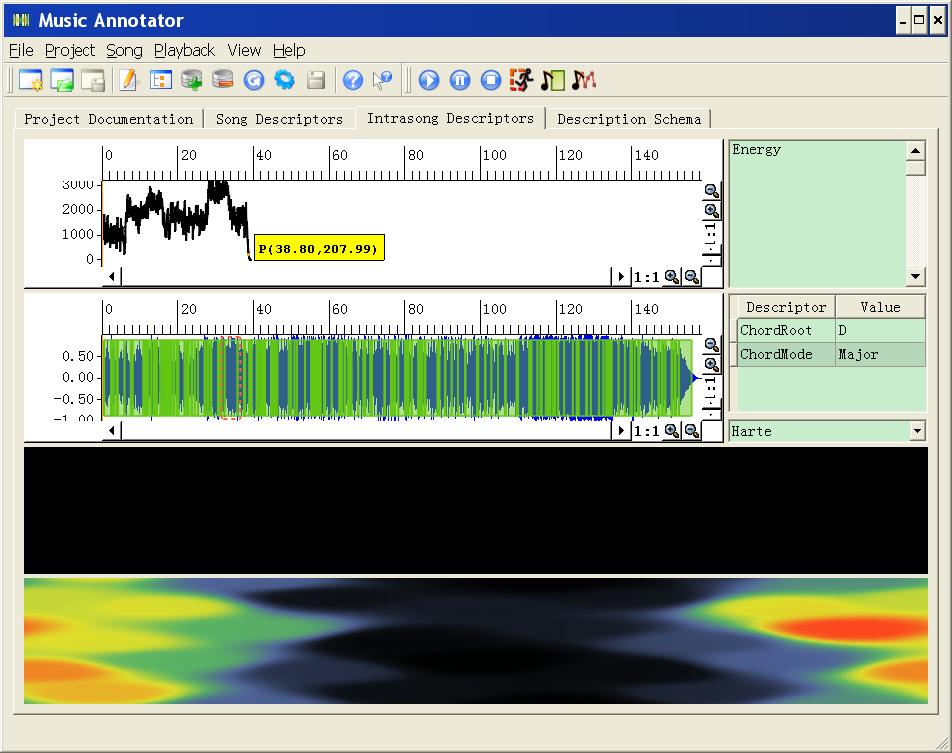 Music Annotator
File Project Song Playback View Help
Project Documentation Song Descriptors Intrasong Descriptors Description Schema
0 20 40 60 80 100 120 140
3000
2000
1000
0
P(38.80,207.99)
1:1
1:1
Energy
0 20 40 60 80 100 120 140
0.50
0.00
-0.50
-1.00
1:1
1:1
Descriptor Value
ChordRoot D
ChordMode Major
Harte